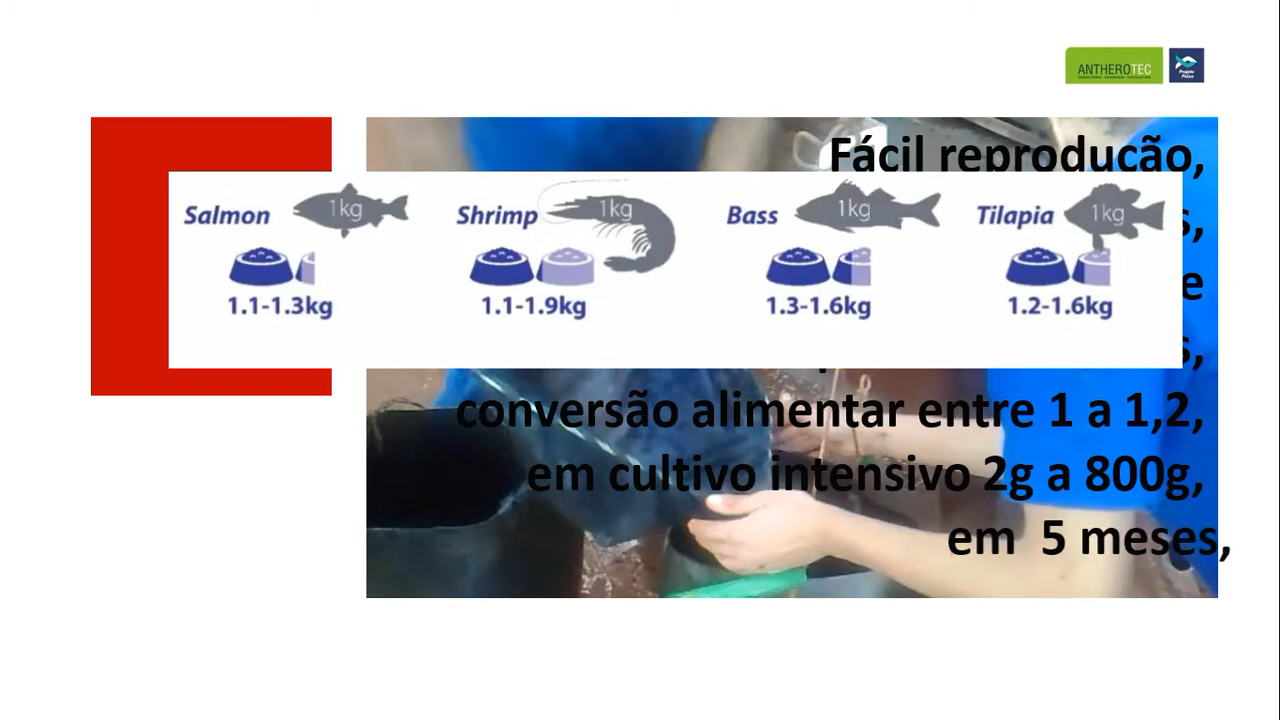 ANTHEROTEC
Projeto
Peixe
Fácil reprodução,
Salmon 1kg Shrimp 1kg Bass 1kg Tilapia 1kg
1.1-1.3kg 1.1-1.9kg 1.3-1.6kg 1.2-1.6kg
e
conversão alimentar entre 1 a 1,2,
em cultivo intensivo 2g a 800g,
em 5 meses,